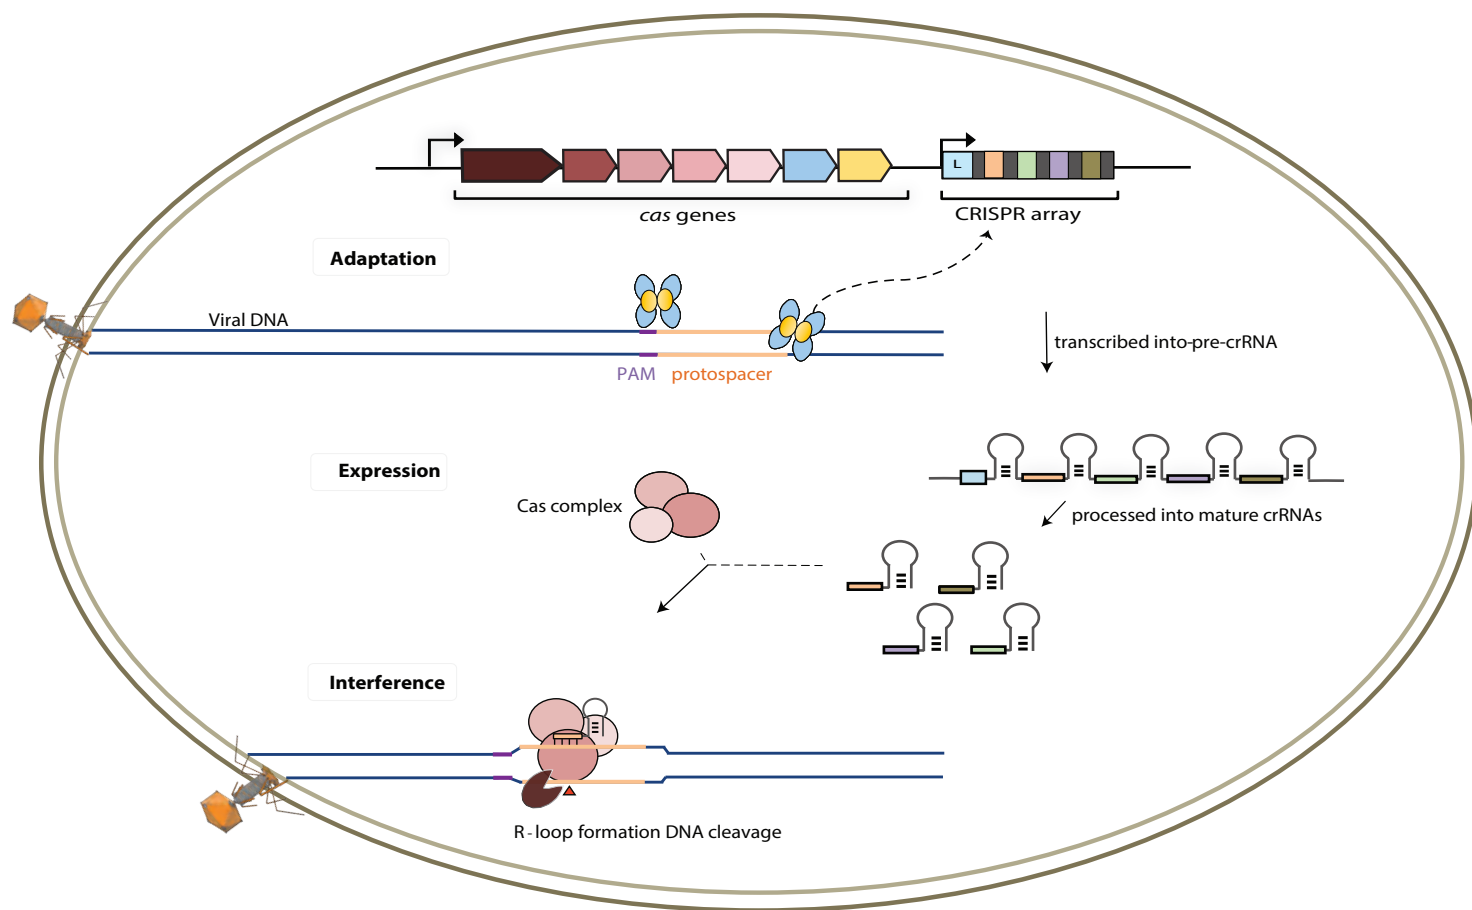 L
cas genes
CRISPR array
Adaptation
Viral DNA
PAM
protospacer
transcribed into-pre-crRNA
Expression
Cas complex
processed into mature crRNAs
Interference
R-loop formation DNA cleavage